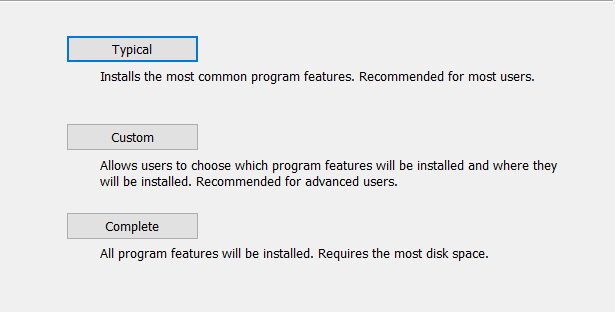 Typical
Installs the most common program features. Recommended for most users.
Custom
Allows users to choose which program features will be installed and where they
will be installed. Recommended for advanced users.
Complete
All program features will be installed. Requires the most disk space.